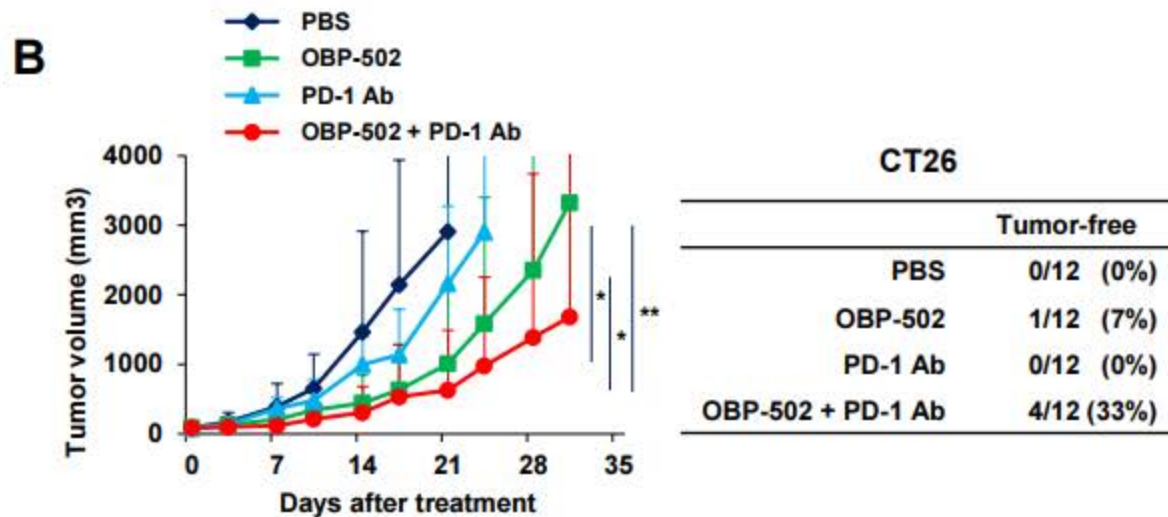 B
PBS
OBP-502
PD-1 Ab
OBP-502 + PD-1 Ab
Tumor volume (mm3)
4000
3000
2000
1000
0
0 7 14 21 28 35
Days after treatment
*
*
**
CT26
Tumor-free
PBS 0/12 (0%)
OBP-502 1/12 (7%)
PD-1 Ab 0/12 (0%)
OBP-502 + PD-1 Ab 4/12 (33%)